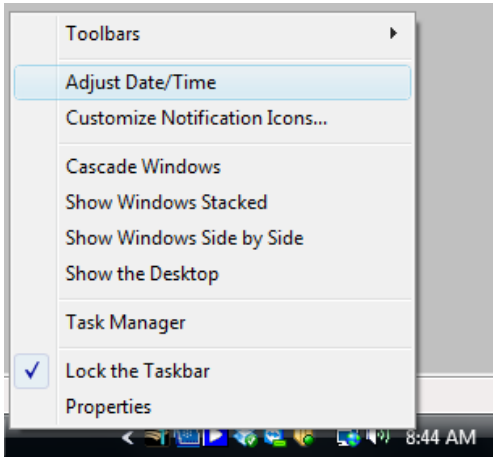 Toolbars
Adjust Date/Time
Customize Notification Icons...
Cascade Windows
Show Windows Stacked
Show Windows Side by Side
Show the Desktop
Task Manager
Lock the Taskbar
Properties
8:44 AM